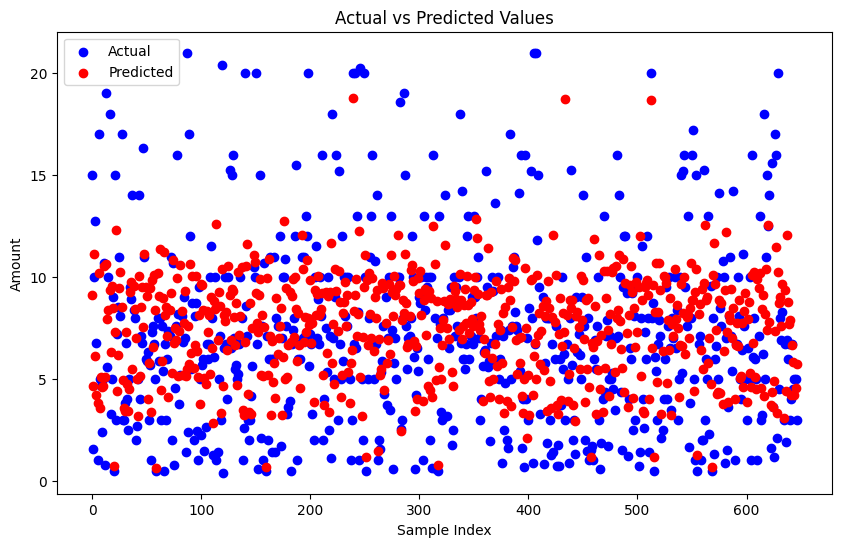 Actual vs Predicted Values
Actual
Predicted
20
15
10
5
0
Amount
0 100 200 300 400 500 600
Sample Index